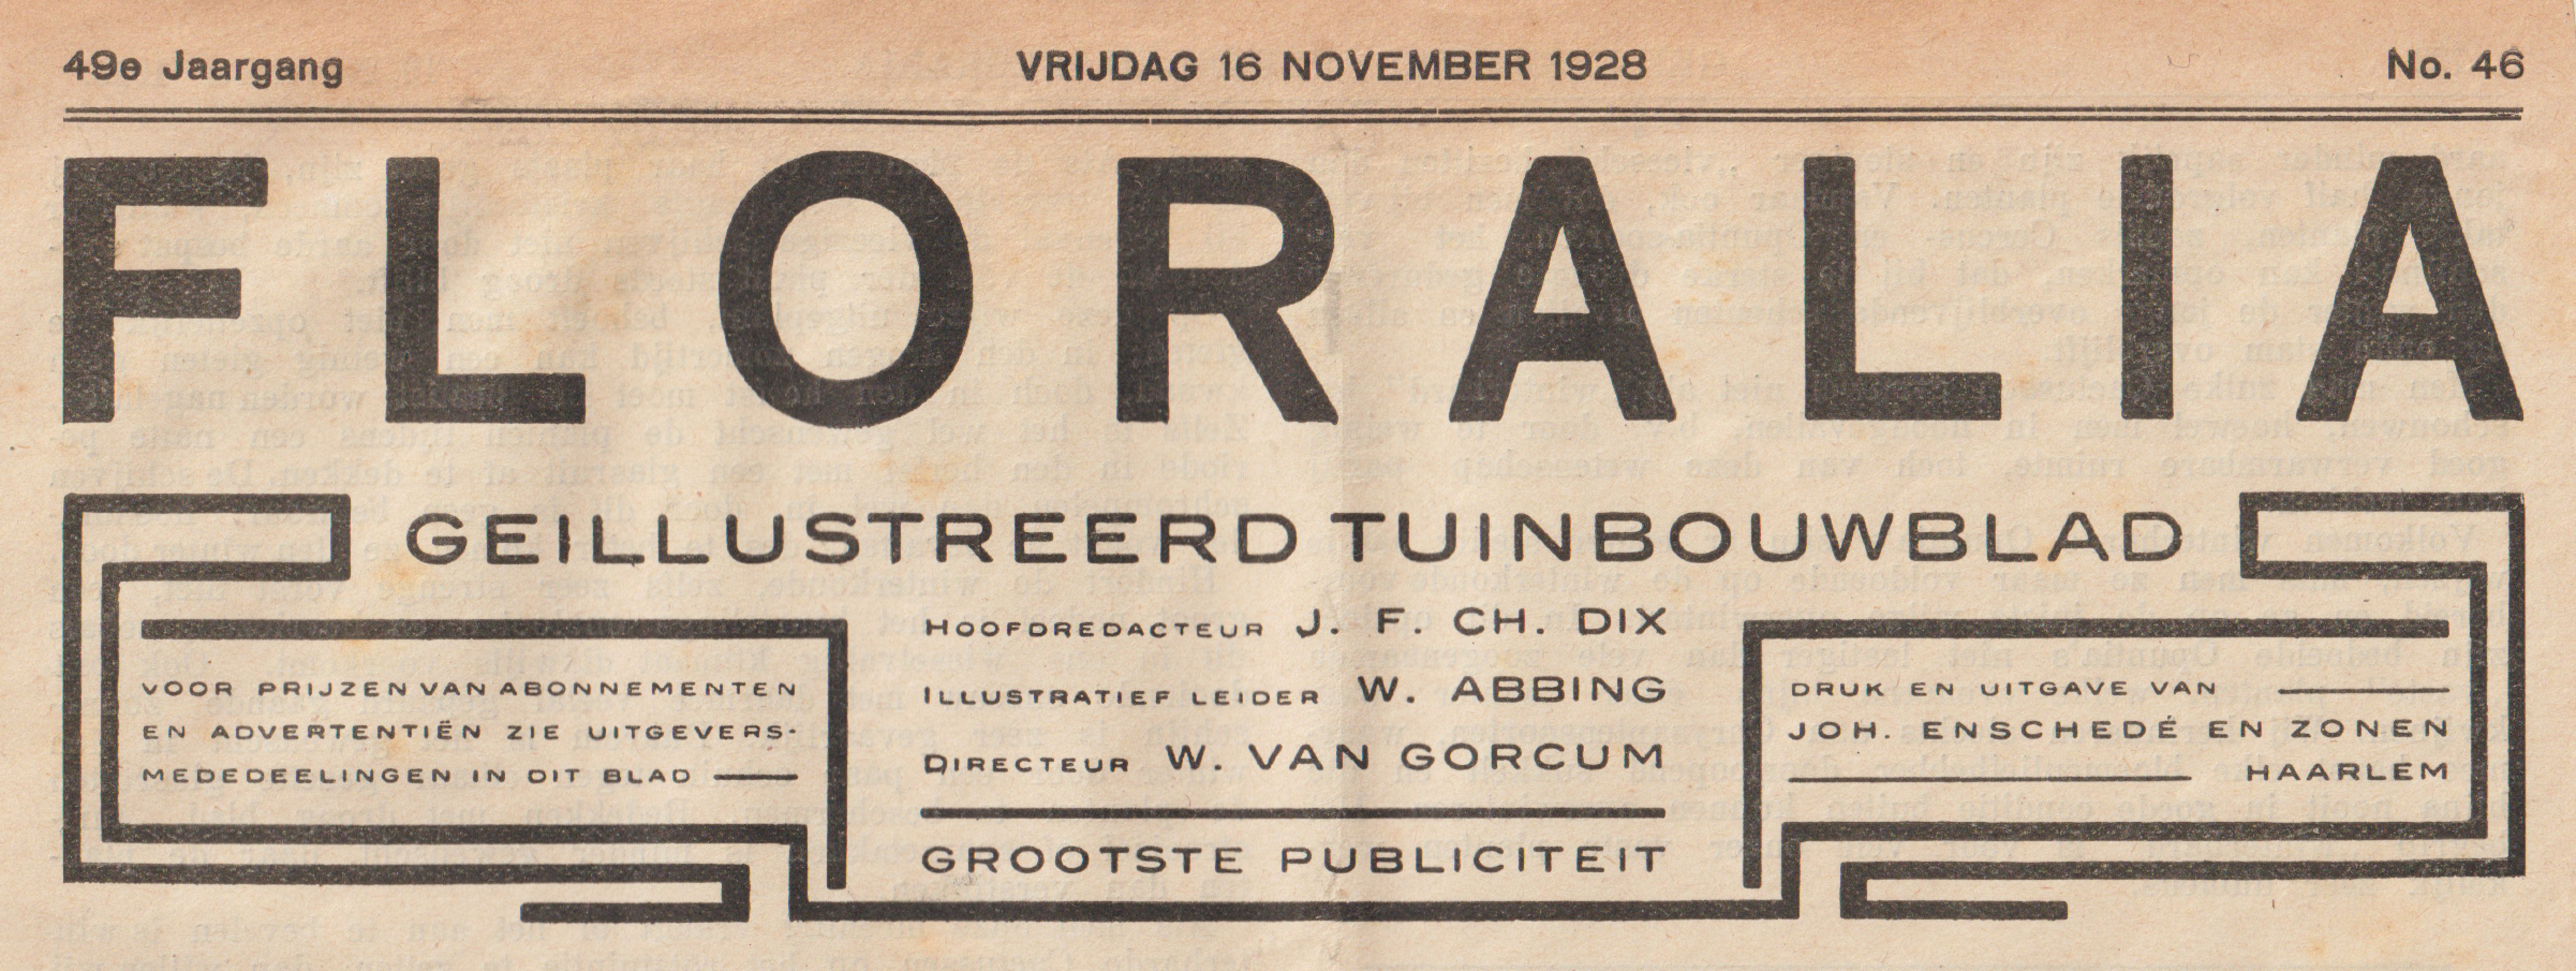 49e Jaargang VRIJDAG 16 NOVEMBER 1928 No. 46
FLORALIA
GEILLUSTREERD TUINBOUWBLAD
VOOR PRIJZEN VAN ABONNEMENTEN
EN ADVERTENTIËN ZIE UITGEVERS-
MEDEDEELINGEN IN DIT BLAD
HOOFDREDACTEUR J. F. CH. DIX
ILLUSTRATIEF LEIDER W. ABBING
DIRECTEUR W. VAN GORCUM
GROOTSTE PUBLICITEIT
DRUK EN UITGAVE VAN
JOH. ENSCHEDÉ EN ZONEN
HAARLEM